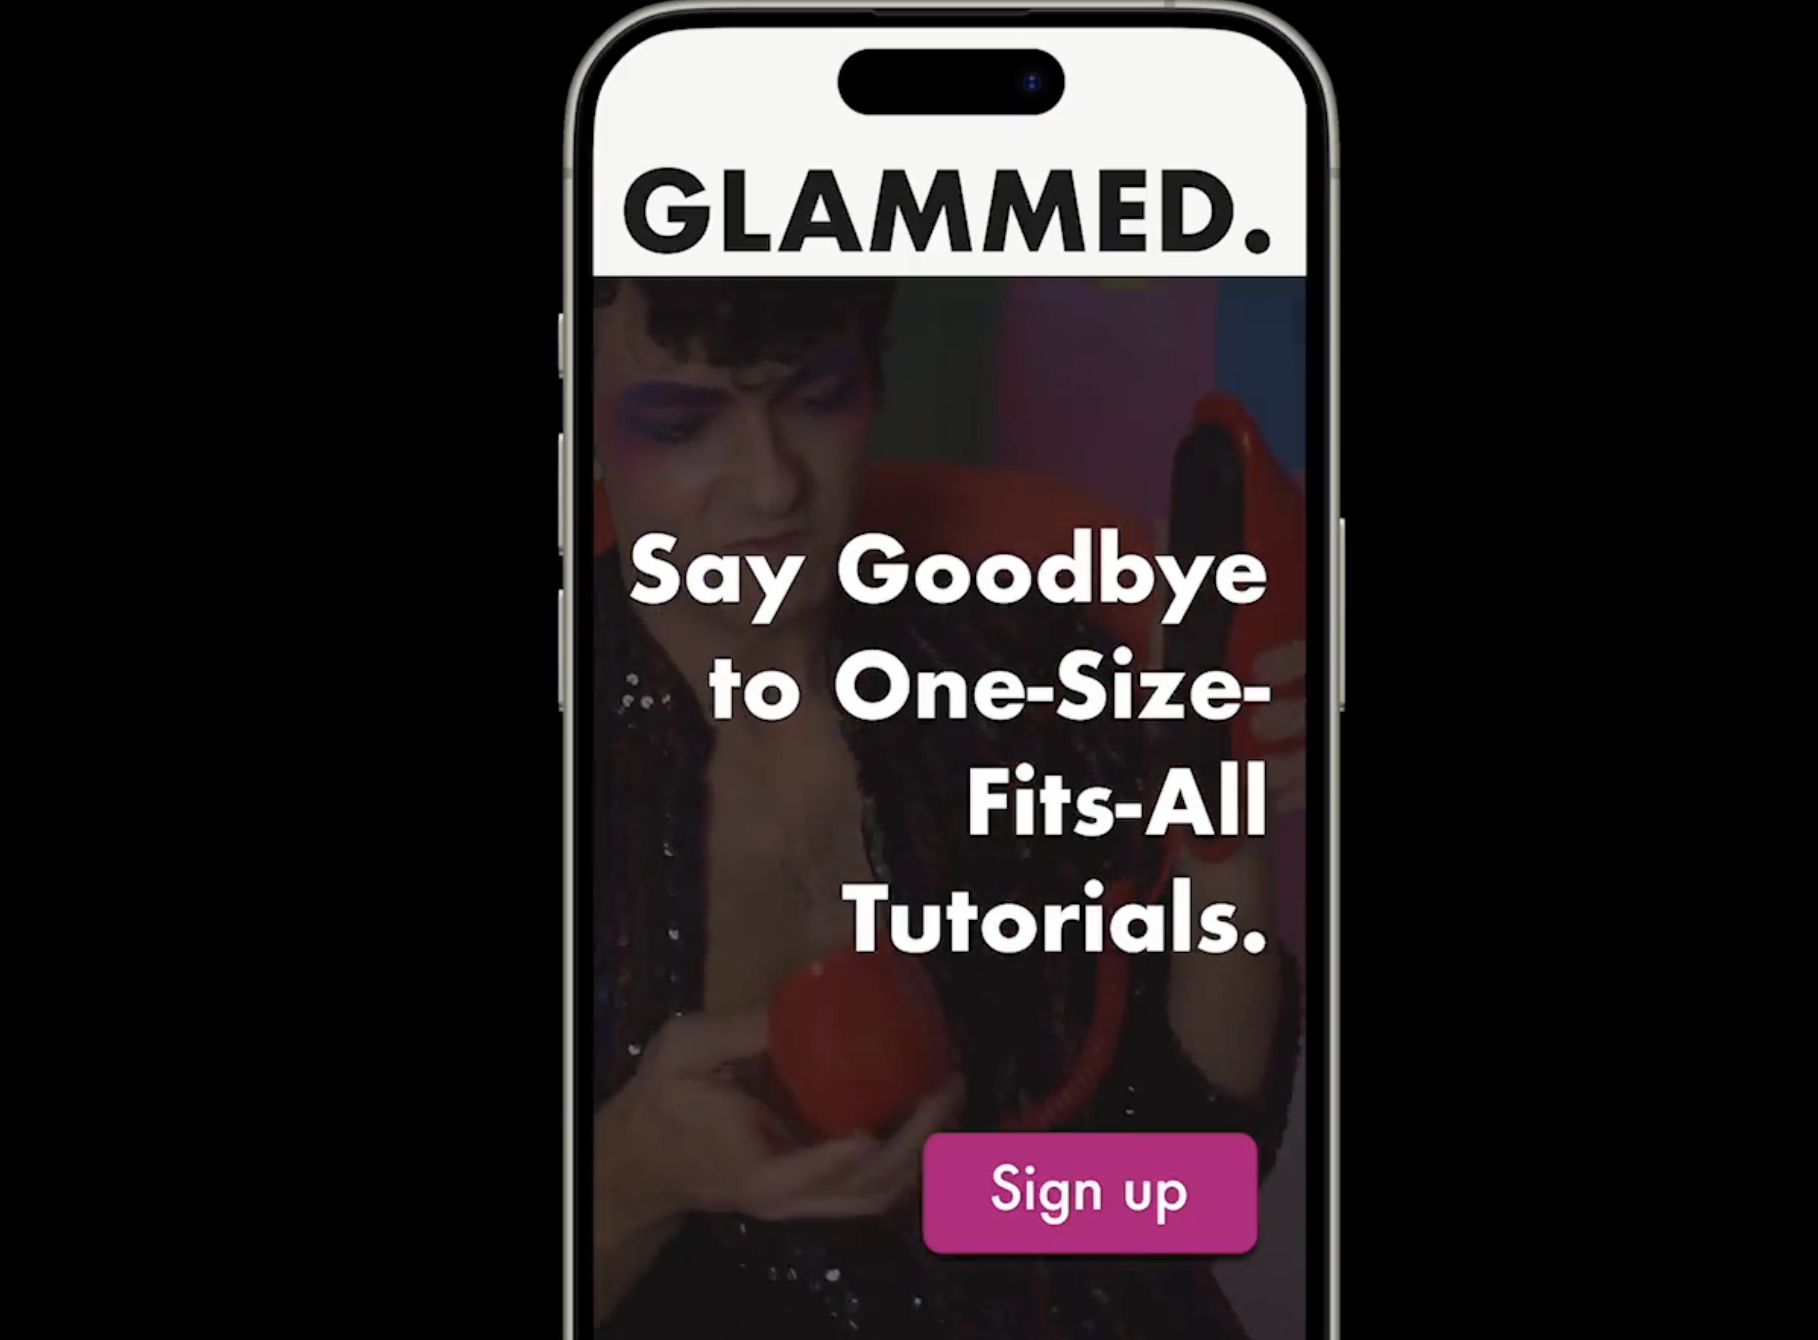 GLAMMED.
Say Goodbye
to One-Size-
Fits-All
Tutorials.
Sign up